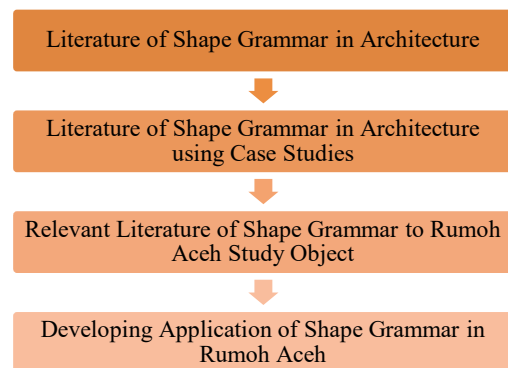 Literature of Shape Grammar in Architecture
Literature of Shape Grammar in Architecture
using Case Studies
Relevant Literature of Shape Grammar to Rumoh
Aceh Study Object
Developing Application of Shape Grammar in
Rumoh Aceh